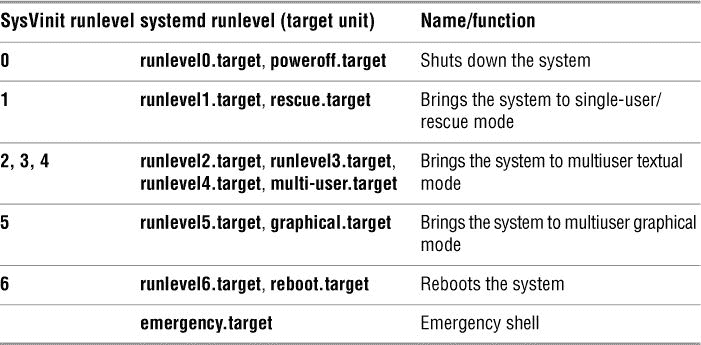 SysVinit runlevel systemd runlevel (target unit) Name/function
0 runlevel0.target, poweroff.target Shuts down the system
1 runlevel1.target, rescue.target Brings the system to single-user/
rescue mode
2, 3, 4 runlevel2.target, runlevel3.target, Brings the system to multiuser textual
runlevel4.target, multi-user.target mode
5 runlevel5.target, graphical.target Brings the system to multiuser graphical
mode
6 runlevel6.target, reboot.target Reboots the system
emergency.target Emergency shell